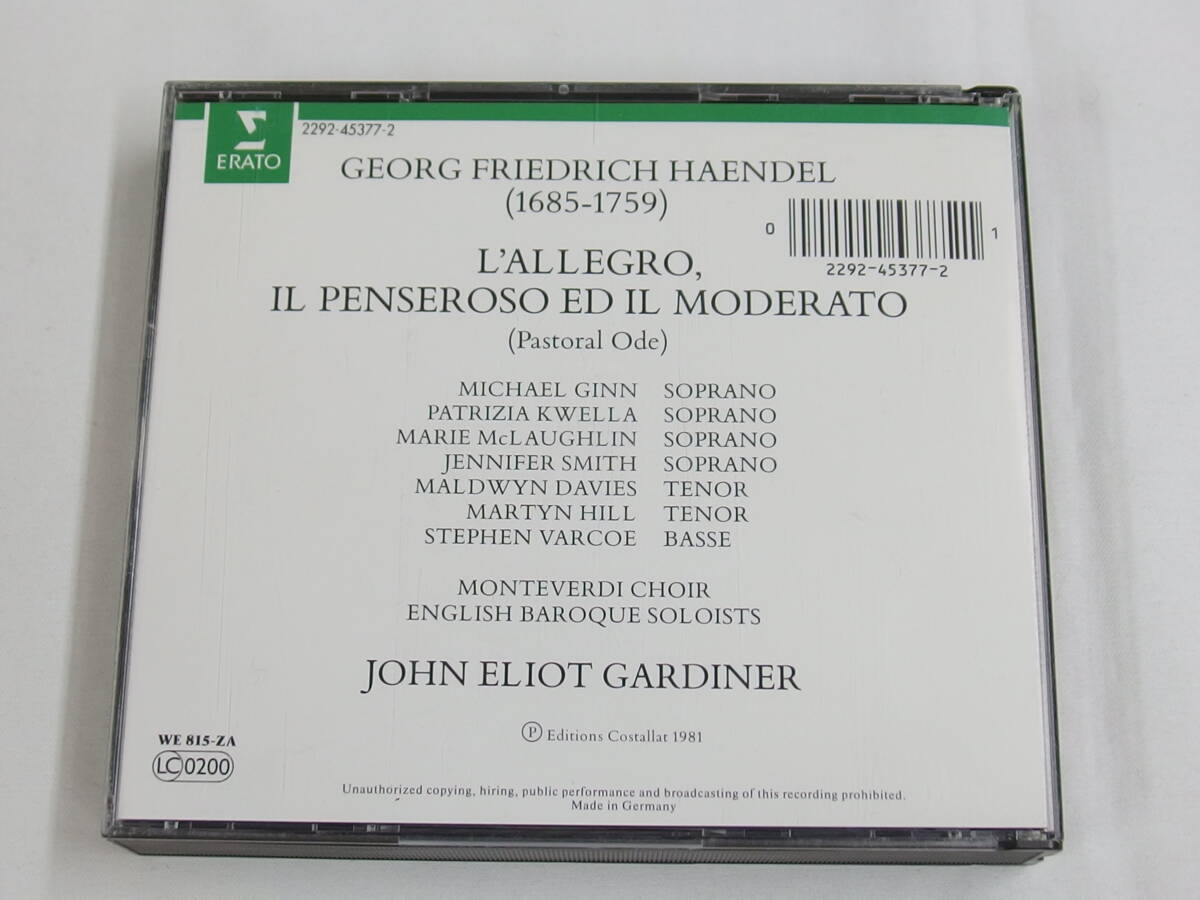 ERATO
2292-45377-2
GEORG FRIEDRICH HAENDEL
(1685-1759)
0 1
2292-45377-2
L'ALLEGRO,
IL PENSEROSO ED IL MODERATO
(Pastoral Ode)
MICHAEL GINN SOPRANO
PATRIZIA KWELLA SOPRANO
MARIE McLAUGHLIN SOPRANO
JENNIFER SMITH SOPRANO
MALDWYN DAVIES TENOR
MARTYN HILL TENOR
STEPHEN VARCOE BASSE
MONTEVERDI CHOIR
ENGLISH BAROQUE SOLOISTS
JOHN ELIOT GARDINER
Ⓟ Editions Costallat 1981
WE 815-ZA
LC 0200
Unauthorized copying, hiring, public performance and broadcasting of this recording prohibited.
Made in Germany